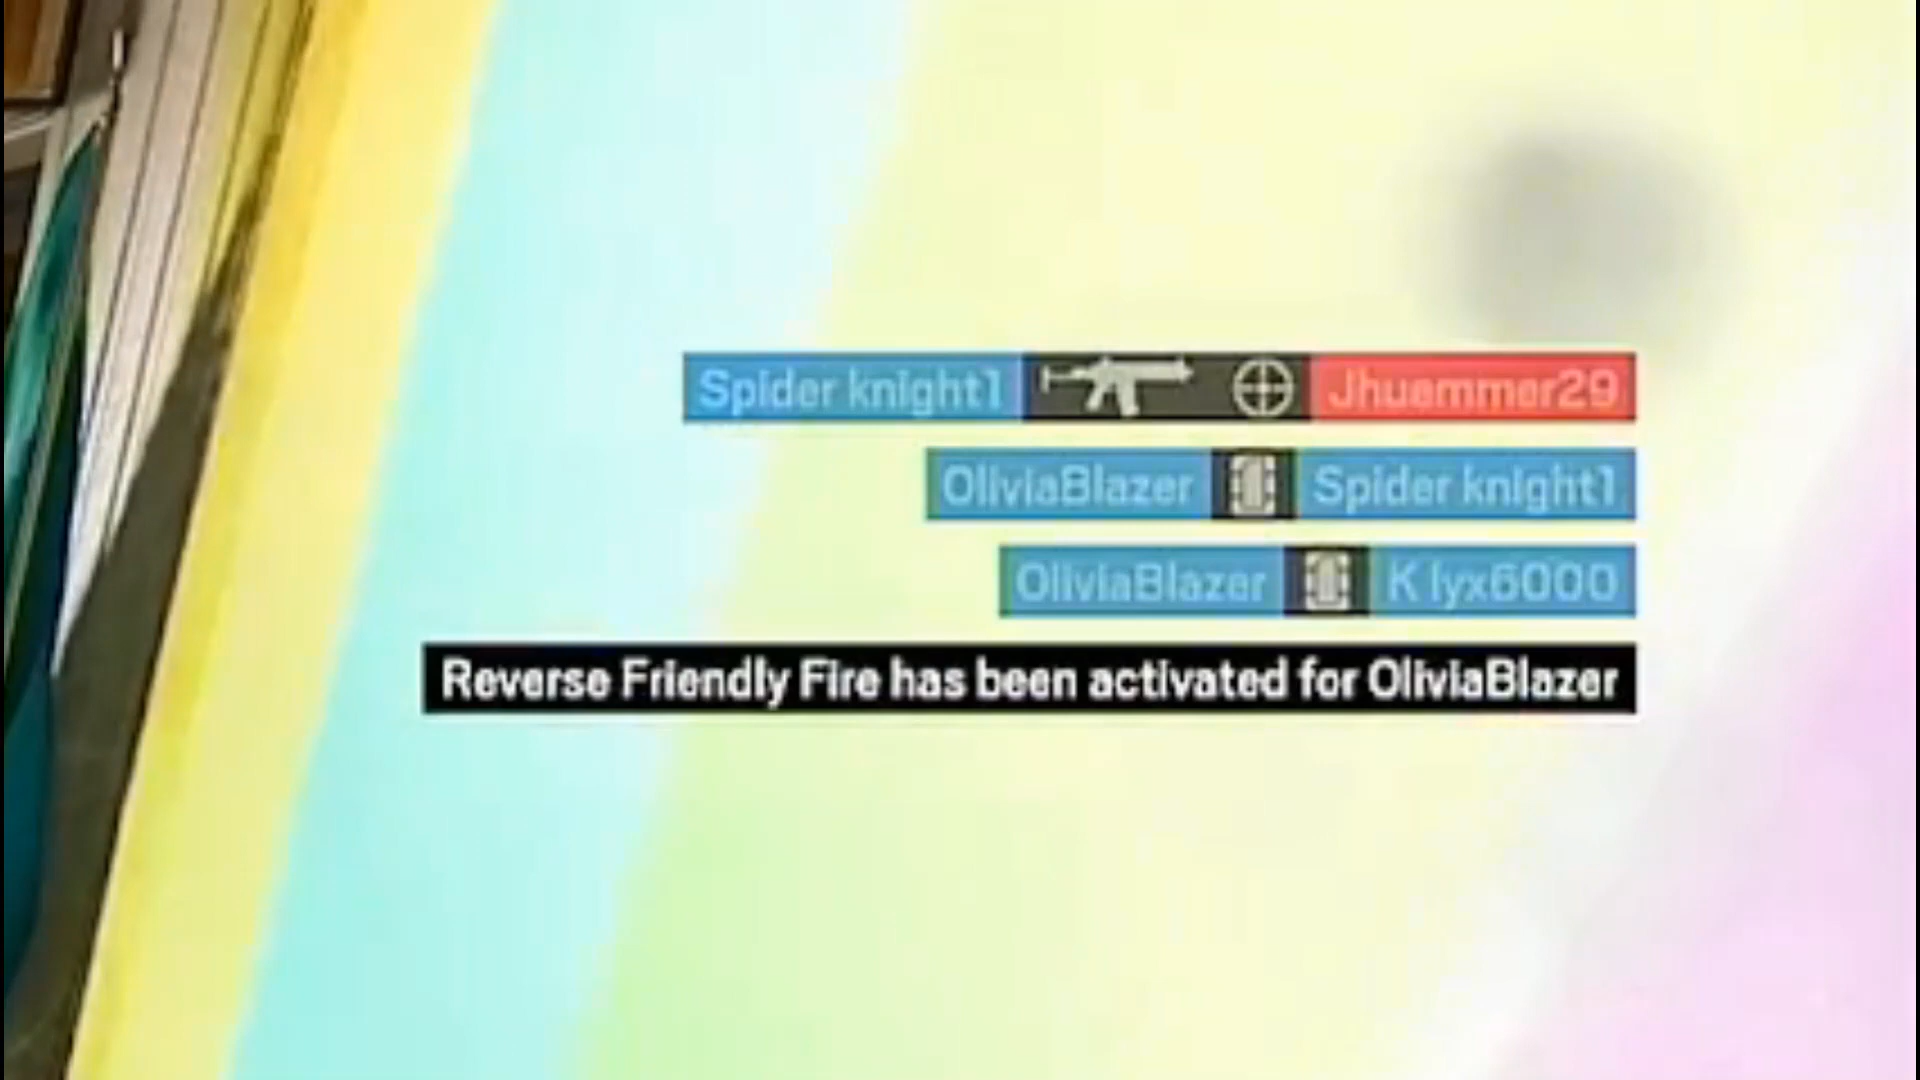 Spider knight1 Jhuemmer29
OliviaBlazer Spider knight1
OliviaBlazer K lyx6000
Reverse Friendly Fire has been activated for OliviaBlazer